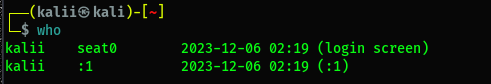 ┌──(kalii㉿kali)-[~]
└─$ who
kalii    seat0        2023-12-06 02:19 (login screen)
kalii    :1           2023-12-06 02:19 (:1)